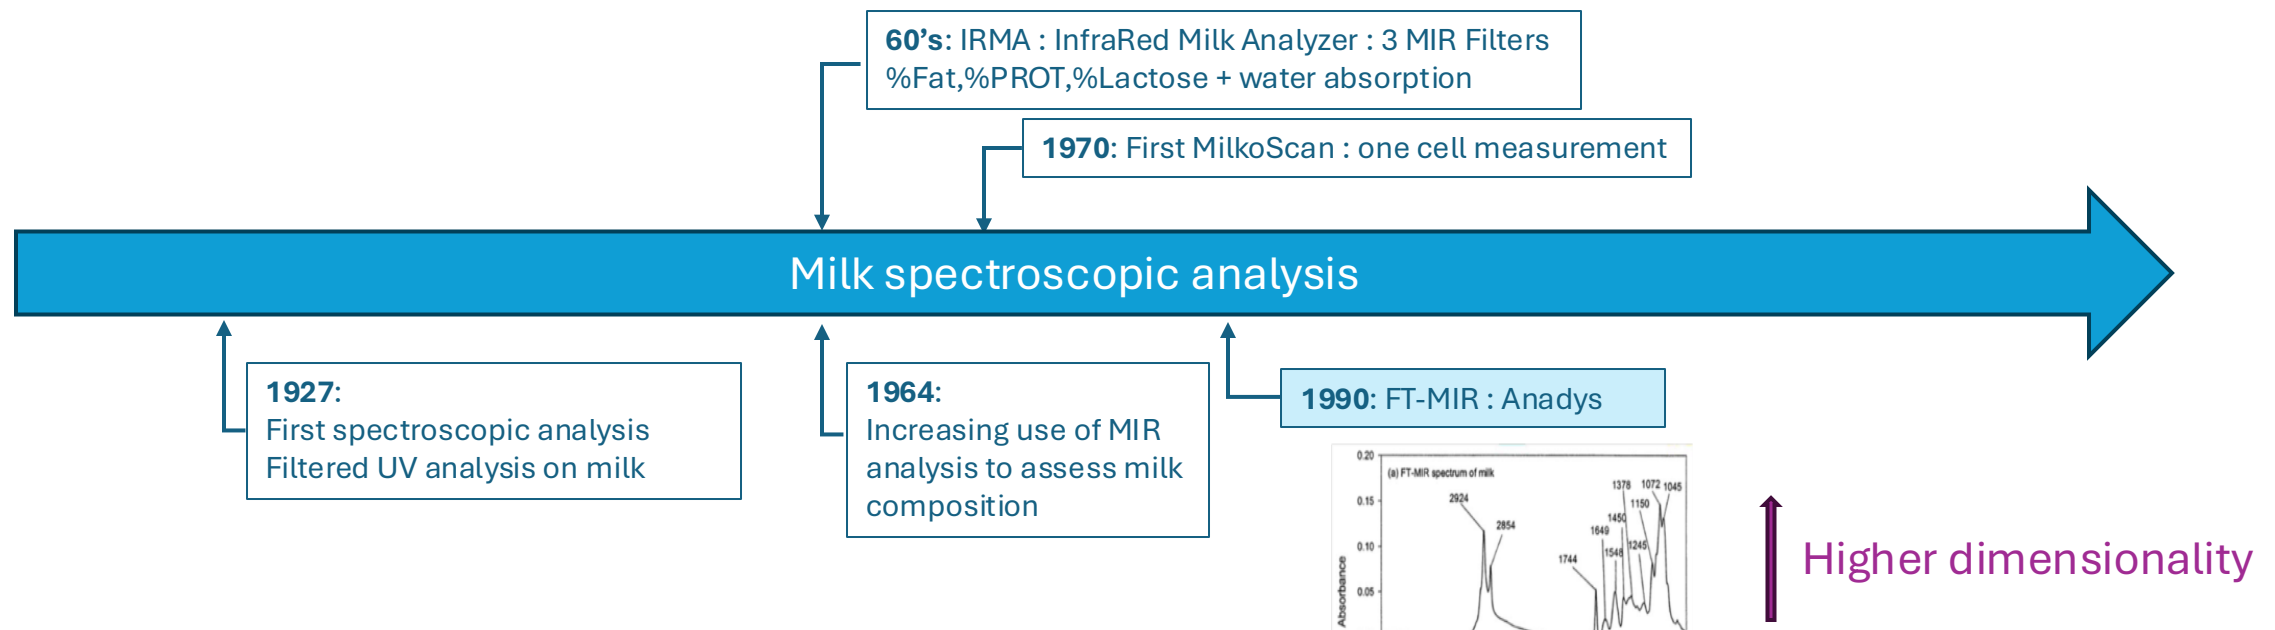 60's: IRMA : InfraRed Milk Analyzer : 3 MIR Filters
%Fat,%PROT,%Lactose + water absorption
1970: First MilkoScan : one cell measurement
Milk spectroscopic analysis
1927:
First spectroscopic analysis
Filtered UV analysis on milk
1964:
Increasing use of MIR
analysis to assess milk
composition
1990: FT-MIR : Anadys
0.20
(a) FT-MIR spectrum of milk
0.15
0.10
0.05
Absorbance
2924
2854
1744
1649
1548
1450
1378
1245
1150
1072
1045
Higher dimensionality